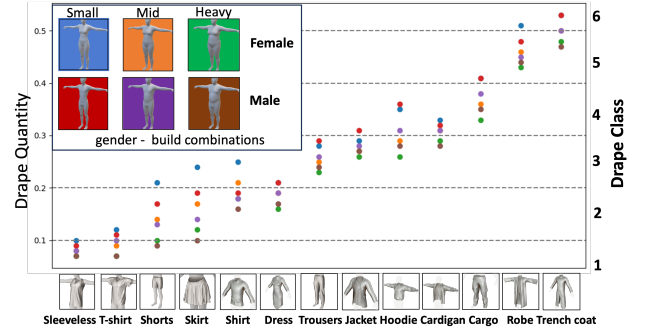 Small Mid Heavy
Female
Male
gender - build combinations
Drape Quantity
0.5
0.4
0.3
0.2
0.1
6
5
4
3
2
1
Drape Class
Sleeveless T-shirt Shorts Skirt Shirt Dress Trousers Jacket Hoodie Cardigan Cargo Robe Trench coat